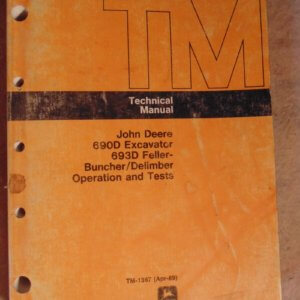 TM
Technical
Manual
John Deere
690D Excavator
693D Feller-
Buncher/Delimber
Operation and Tests
TM-1387 (Apr-89)